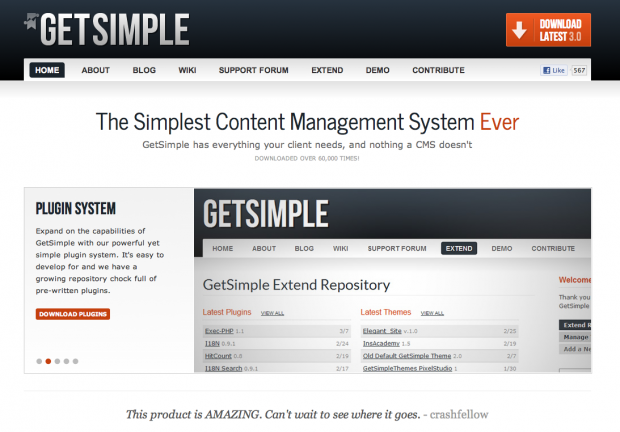 GETSIMPLE
DOWNLOAD
LATEST 3.0
HOME ABOUT BLOG WIKI SUPPORT FORUM EXTEND DEMO CONTRIBUTE
Like 567
The Simplest Content Management System Ever
GetSimple has everything your client needs, and nothing a CMS doesn't
DOWNLOADED OVER 60,000 TIMES!
PLUGIN SYSTEM
Expand on the capabilities of
GetSimple with our powerful yet
simple plugin system. It's easy to
develop for and we have a
growing repository chock full of
pre-written plugins.
DOWNLOAD PLUGINS
GETSIMPLE
HOME ABOUT BLOG WIKI SUPPORT FORUM EXTEND DEMO CONTRIBUTE
GetSimple Extend Repository
Latest Plugins VIEW ALL
Exec-PHP 1.1 3/7
I18N 0.9.1 2/24
HitCount 0.6 2/19
I18N Search 2.1 1/30
Latest Themes VIEW ALL
Elegant_Site v.1.0 2/25
InsAcademy 1.5 2/19
Old Default GetSimple Theme 2.0 2/7
GetSimpleThemes PixelStudio 1 1/30
Welcome
Thank you
GetSimple
Extend R
Manage
Add a Ne
This product is AMAZING. Can't wait to see where it goes. - crashfellow